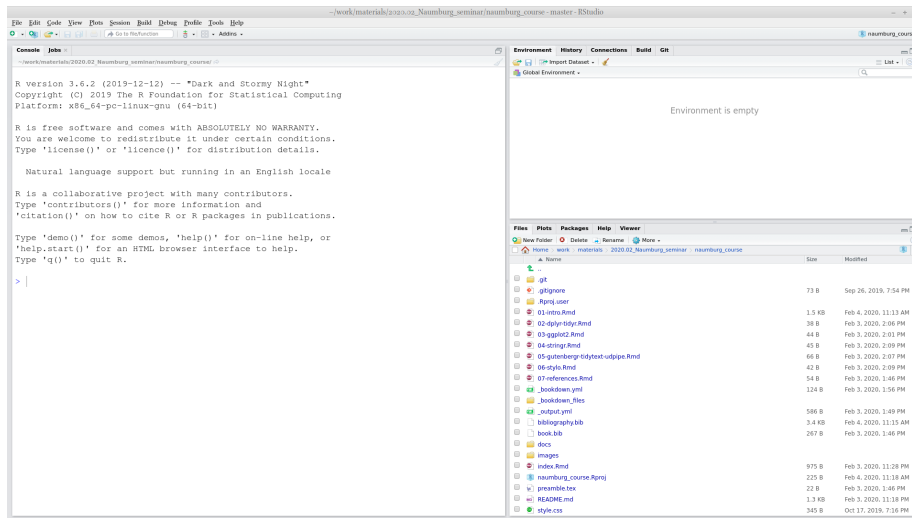 ~/work/materials/2020.02_Naumburg_seminar/naumburg_course - master - RStudio
File Edit Code View Plots Session Build Debug Profile Tools Help
Go to file/function Addins naumburg_cours
Console Jobs
~/work/materials/2020.02_Naumburg_seminar/naumburg_course/
R version 3.6.2 (2019-12-12) -- "Dark and Stormy Night"
Copyright (C) 2019 The R Foundation for Statistical Computing
Platform: x86_64-pc-linux-gnu (64-bit)
R is free software and comes with ABSOLUTELY NO WARRANTY.
You are welcome to redistribute it under certain conditions.
Type 'license()' or 'licence()' for distribution details.
Natural language support but running in an English locale
R is a collaborative project with many contributors.
Type 'contributors()' for more information and
'citation()' on how to cite R or R packages in publications.
Type 'demo()' for some demos, 'help()' for on-line help, or
'help.start()' for an HTML browser interface to help.
Type 'q()' to quit R.
>
Environment History Connections Build Git
Import Dataset List
Global Environment
Environment is empty
Files Plots Packages Help Viewer
New Folder Delete Rename More
Home work materials 2020.02_Naumburg_seminar naumburg_course
Name Size Modified
..
.git
.gitignore 73 B Sep 26, 2019, 7:54 PM
.Rproj.user
01-intro.Rmd 1.5 KB Feb 4, 2020, 11:13 AM
02-dplyr-tidyr.Rmd 38 B Feb 3, 2020, 2:06 PM
03-ggplot2.Rmd 44 B Feb 3, 2020, 2:01 PM
04-stringr.Rmd 45 B Feb 3, 2020, 2:09 PM
05-gutenbergr-tidytext-udpipe.Rmd 66 B Feb 3, 2020, 2:07 PM
06-stylo.Rmd 42 B Feb 3, 2020, 2:09 PM
07-references.Rmd 54 B Feb 3, 2020, 1:46 PM
_bookdown.yml 124 B Feb 3, 2020, 1:56 PM
_bookdown_files
_output.yml 586 B Feb 3, 2020, 1:49 PM
bibliography.bib 3.4 KB Feb 4, 2020, 11:15 AM
book.bib 267 B Feb 3, 2020, 1:46 PM
docs
images
index.Rmd 975 B Feb 3, 2020, 11:28 PM
naumburg_course.Rproj 225 B Feb 4, 2020, 11:18 AM
preamble.tex 22 B Feb 3, 2020, 1:46 PM
README.md 1.3 KB Feb 3, 2020, 11:18 PM
style.css 345 B Oct 17, 2019, 7:16 PM